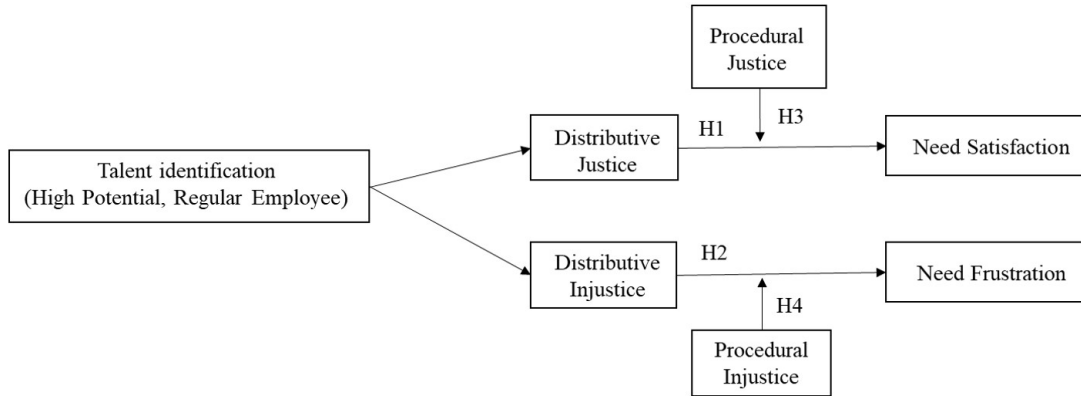 Procedural
Justice
H1
H3
Distributive
Justice
Need Satisfaction
Talent identification
(High Potential, Regular Employee)
H2
Distributive
Injustice
Need Frustration
H4
Procedural
Injustice